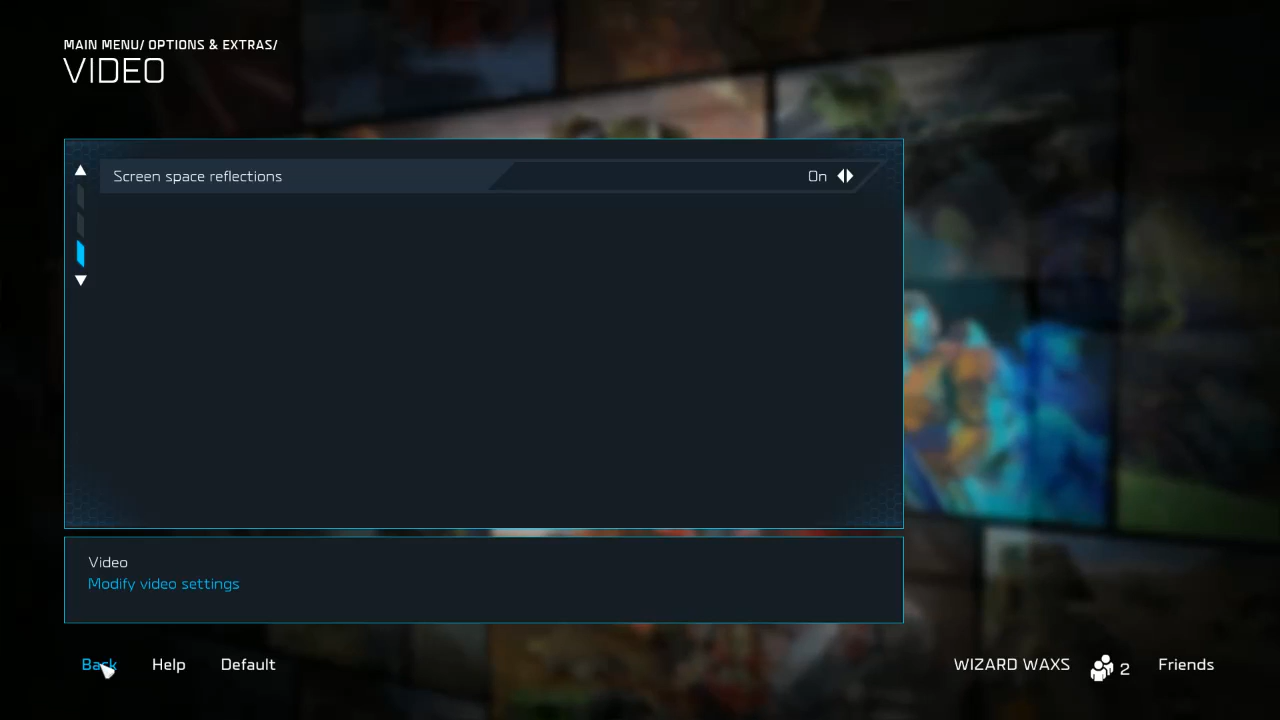 MAIN MENU/ OPTIONS & EXTRAS/
VIDEO
Screen space reflections
On
Video
Modify video settings
Back
Help
Default
WIZARD WAXS
2
Friends